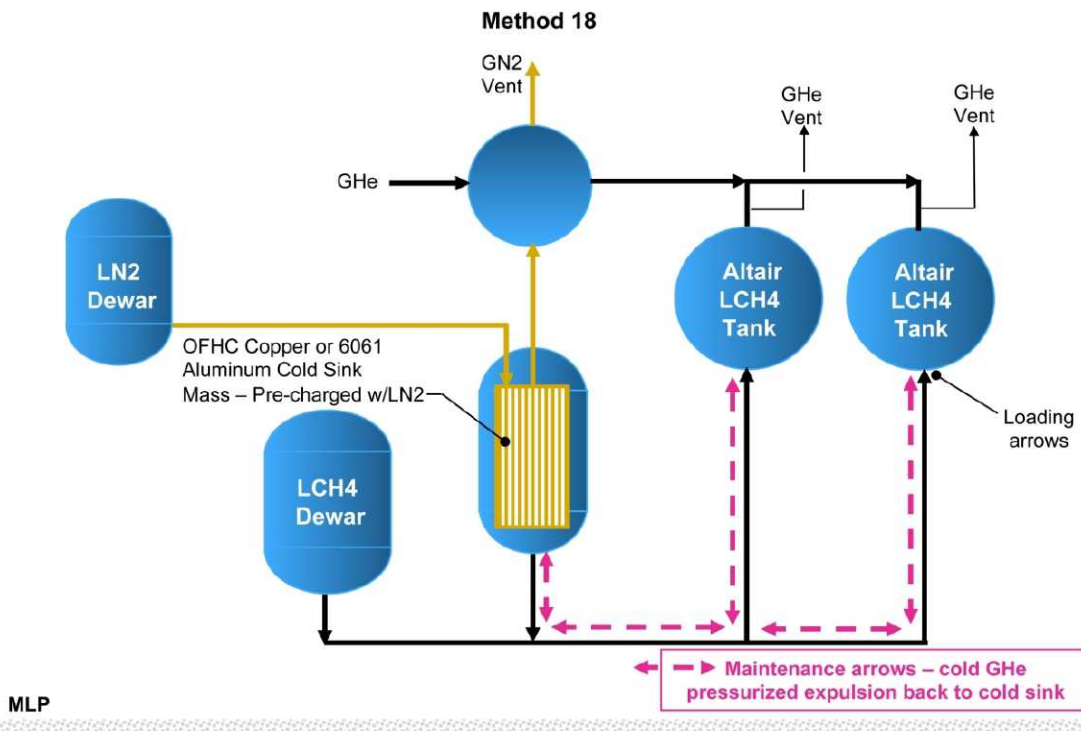 Method 18
GN2
Vent
GHe
Vent
GHe
Vent
GHe
LN2
Dewar
Altair
LCH4
Tank
Altair
LCH4
Tank
OFHC Copper or 6061
Aluminum Cold Sink
Mass – Pre-charged w/LN2
Loading
arrows
LCH4
Dewar
Maintenance arrows – cold GHe
pressurized expulsion back to cold sink
MLP